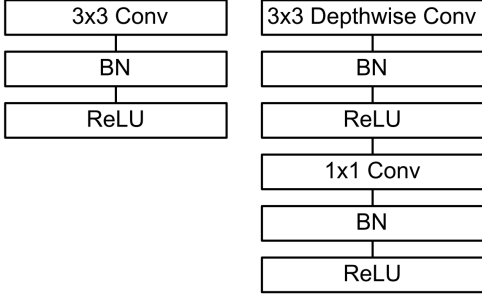 3x3 Conv
BN
ReLU
3x3 Depthwise Conv
BN
ReLU
1x1 Conv
BN
ReLU